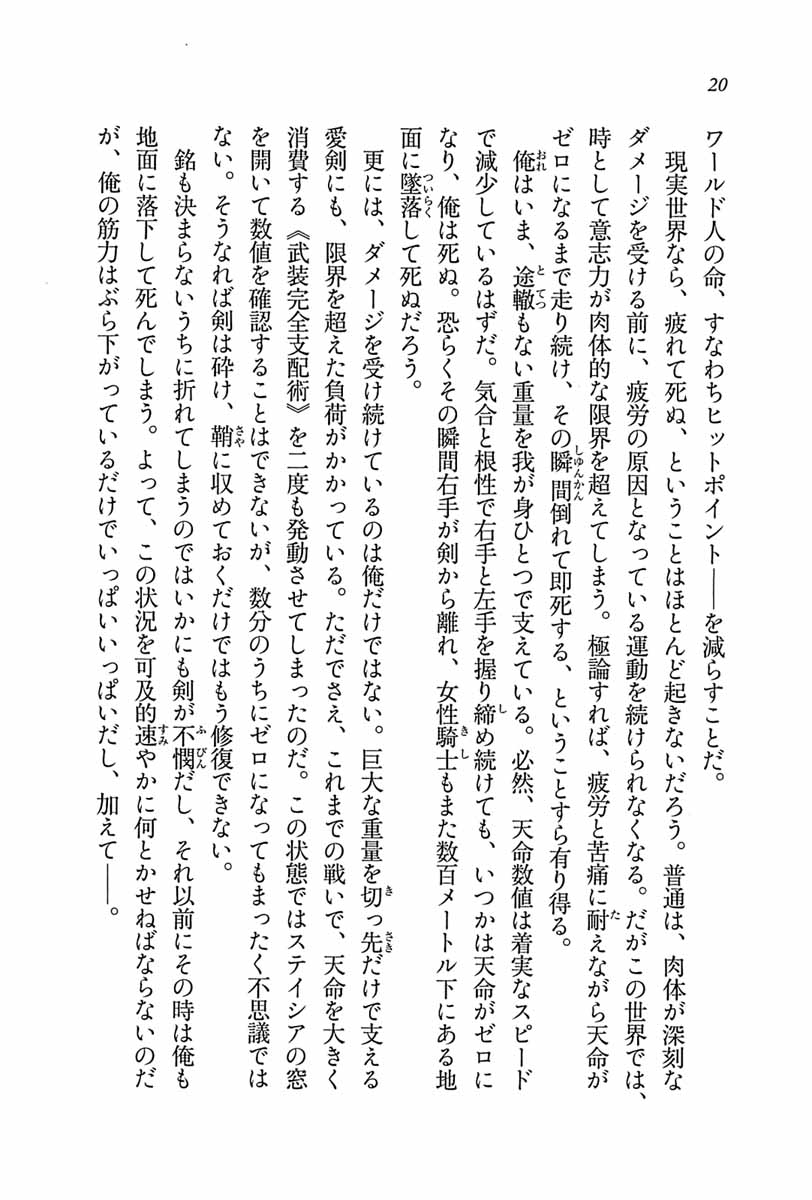 20
ワールド人の命、すなわちヒットポイント——を減らすことだ。
　現実世界なら、疲れて死ぬ、ということはほとんど起きないだろう。普通は、肉体が深刻な
ダメージを受ける前に、疲労の原因となっている運動を続けられなくなる。だがこの世界では、
時として意志力が肉体的な限界を超えてしまう。極論すれば、疲労と苦痛に耐えながら天命が
ゼロになるまで走り続け、その瞬間倒れて即死する、ということすら有り得る。
　俺はいま、途轍もない重量を我が身ひとつで支えている。必然、天命数値は着実なスピード
で減少しているはずだ。気合と根性で右手と左手を握り締め続けても、いつかは天命がゼロに
なり、俺は死ぬ。恐らくその瞬間右手が剣から離れ、女性騎士もまた数百メートル下にある地
面に墜落して死ぬだろう。
　更には、ダメージを受け続けているのは俺だけではない。巨大な重量を切っ先だけで支える
愛剣にも、限界を超えた負荷がかかっている。ただでさえ、これまでの戦いで、天命を大きく
消費する《武装完全支配術》を二度も発動させてしまったのだ。この状態ではステイシアの窓
を開いて数値を確認することはできないが、数分のうちにゼロになってもまったく不思議では
ない。そうなれば剣は砕け、鞘に収めておくだけではもう修復できない。
　銘も決まらないうちに折れてしまうのではいかにも剣が不憫だし、それ以前にその時は俺も
地面に落下して死んでしまう。よって、この状況を可及的速やかに何とかせねばならないのだ
が、俺の筋力はぶら下がっているだけでいっぱいいっぱいだし、加えて——。